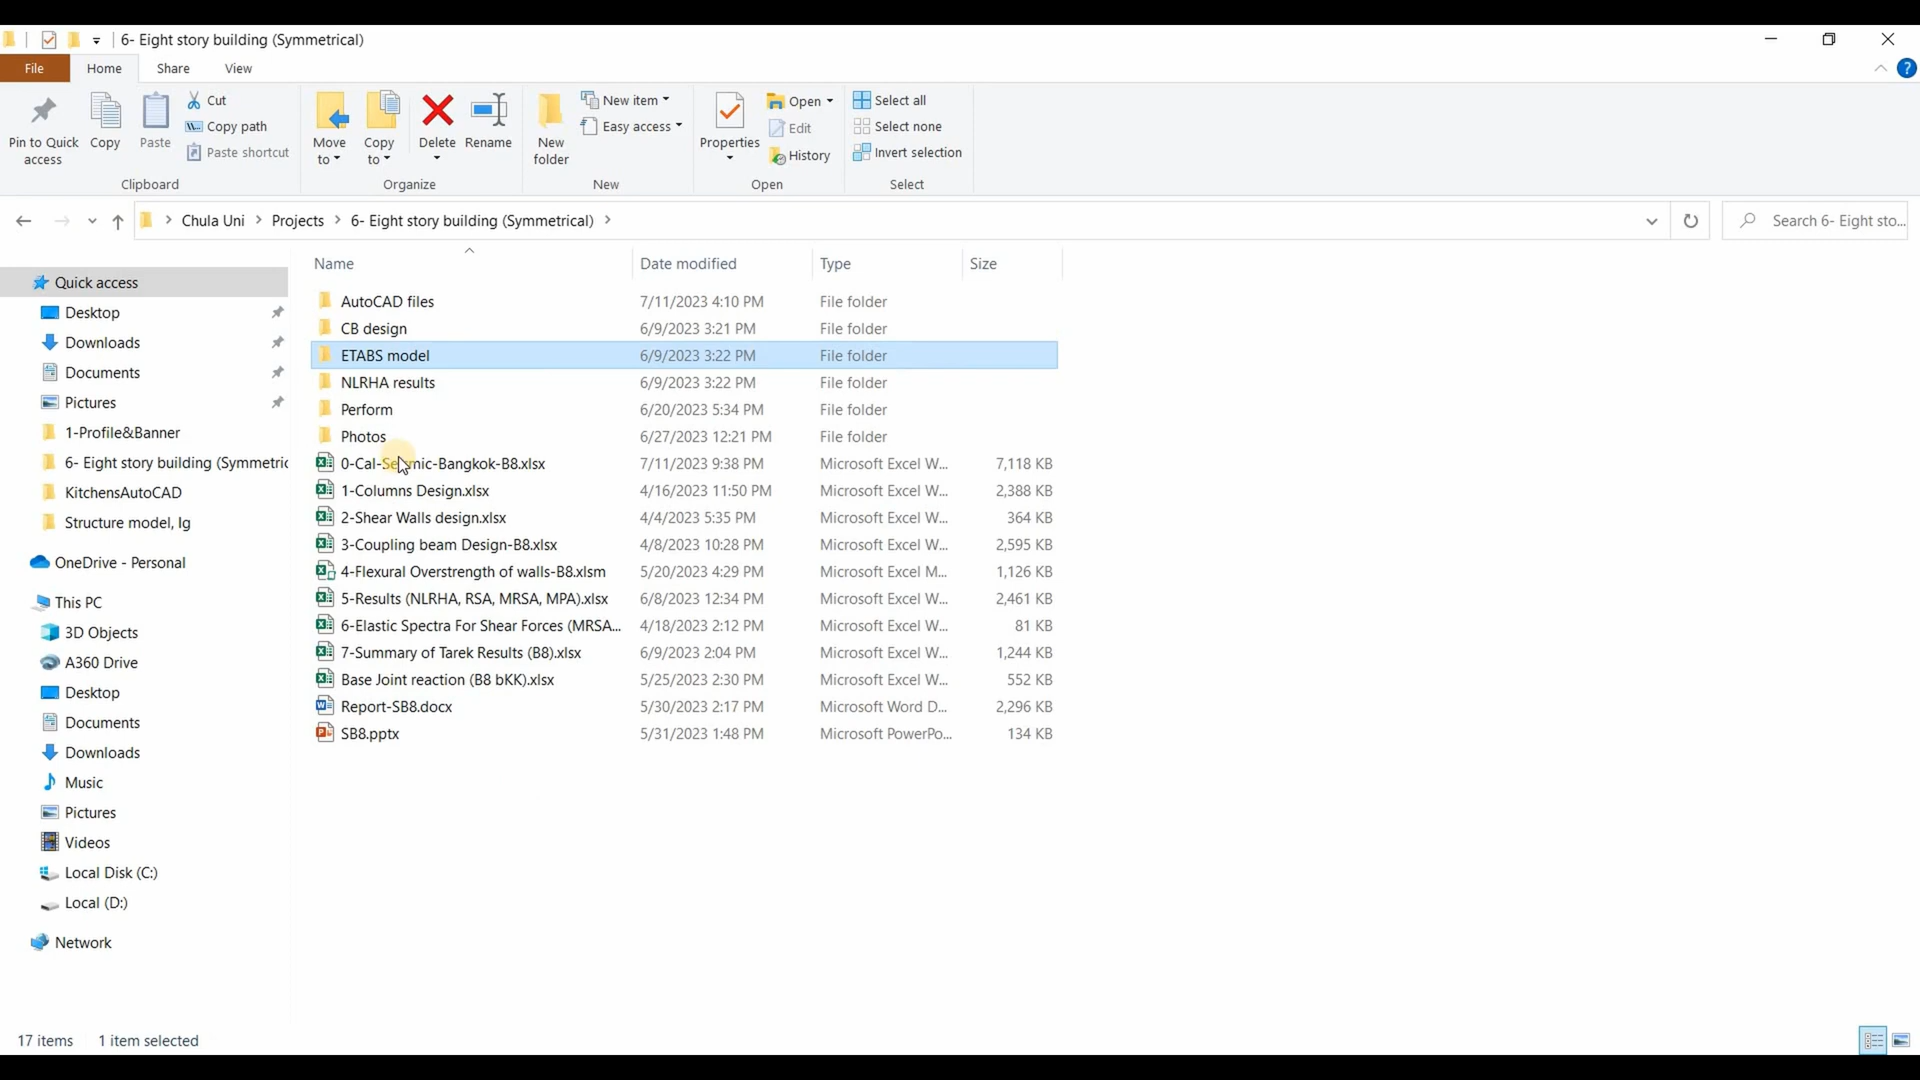 6- Eight story building (Symmetrical)
File Home Share View
Pin to Quick access
Copy
Paste
Cut
Copy path
Paste shortcut
Clipboard
Move to
Copy to
Delete
Rename
Organize
New folder
New item
Easy access
New
Properties
Open
Edit
History
Open
Select all
Select none
Invert selection
Select
Chula Uni > Projects > 6- Eight story building (Symmetrical) >
Search 6- Eight sto...
Quick access
Desktop
Downloads
Documents
Pictures
1-Profile&Banner
6- Eight story building (Symmetric
KitchensAutoCAD
Structure model, Ig
OneDrive - Personal
This PC
3D Objects
A360 Drive
Desktop
Documents
Downloads
Music
Pictures
Videos
Local Disk (C:)
Local (D:)
Network
Name Date modified Type Size
AutoCAD files 7/11/2023 4:10 PM File folder
CB design 6/9/2023 3:21 PM File folder
ETABS model 6/9/2023 3:22 PM File folder
NLRHA results 6/9/2023 3:22 PM File folder
Perform 6/20/2023 5:34 PM File folder
Photos 6/27/2023 12:21 PM File folder
7/11/2023 9:38 PM Microsoft Excel W... 7,118 KB
1-Columns Design.xlsx 4/16/2023 11:50 PM Microsoft Excel W... 2,388 KB
2-Shear Walls design.xlsx 4/4/2023 5:35 PM Microsoft Excel W... 364 KB
3-Coupling beam Design-B8.xlsx 4/8/2023 10:28 PM Microsoft Excel W... 2,595 KB
4-Flexural Overstrength of walls-B8.xlsm 5/20/2023 4:29 PM Microsoft Excel M... 1,126 KB
5-Results (NLRHA, RSA, MRSA, MPA).xlsx 6/8/2023 12:34 PM Microsoft Excel W... 2,461 KB
6-Elastic Spectra For Shear Forces (MRSA... 4/18/2023 2:12 PM Microsoft Excel W... 81 KB
7-Summary of Tarek Results (B8).xlsx 6/9/2023 2:04 PM Microsoft Excel W... 1,244 KB
Base Joint reaction (B8 bKK).xlsx 5/25/2023 2:30 PM Microsoft Excel W... 552 KB
Report-SB8.docx 5/30/2023 2:17 PM Microsoft Word D... 2,296 KB
SB8.pptx 5/31/2023 1:48 PM Microsoft PowerPo... 134 KB
17 items 1 item selected